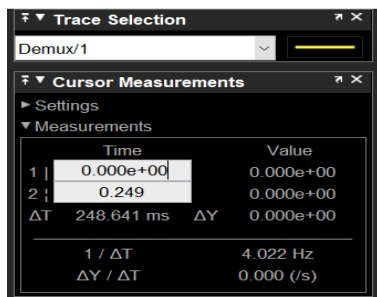 Trace Selection
Demux/1
Cursor Measurements
Settings
Measurements
Time Value
1 | 0.000e+00 0.000e+00
2 ¦ 0.249 0.000e+00
ΔT 248.641 ms ΔY 0.000e+00
1 / ΔT 4.022 Hz
ΔY / ΔT 0.000 (/s)